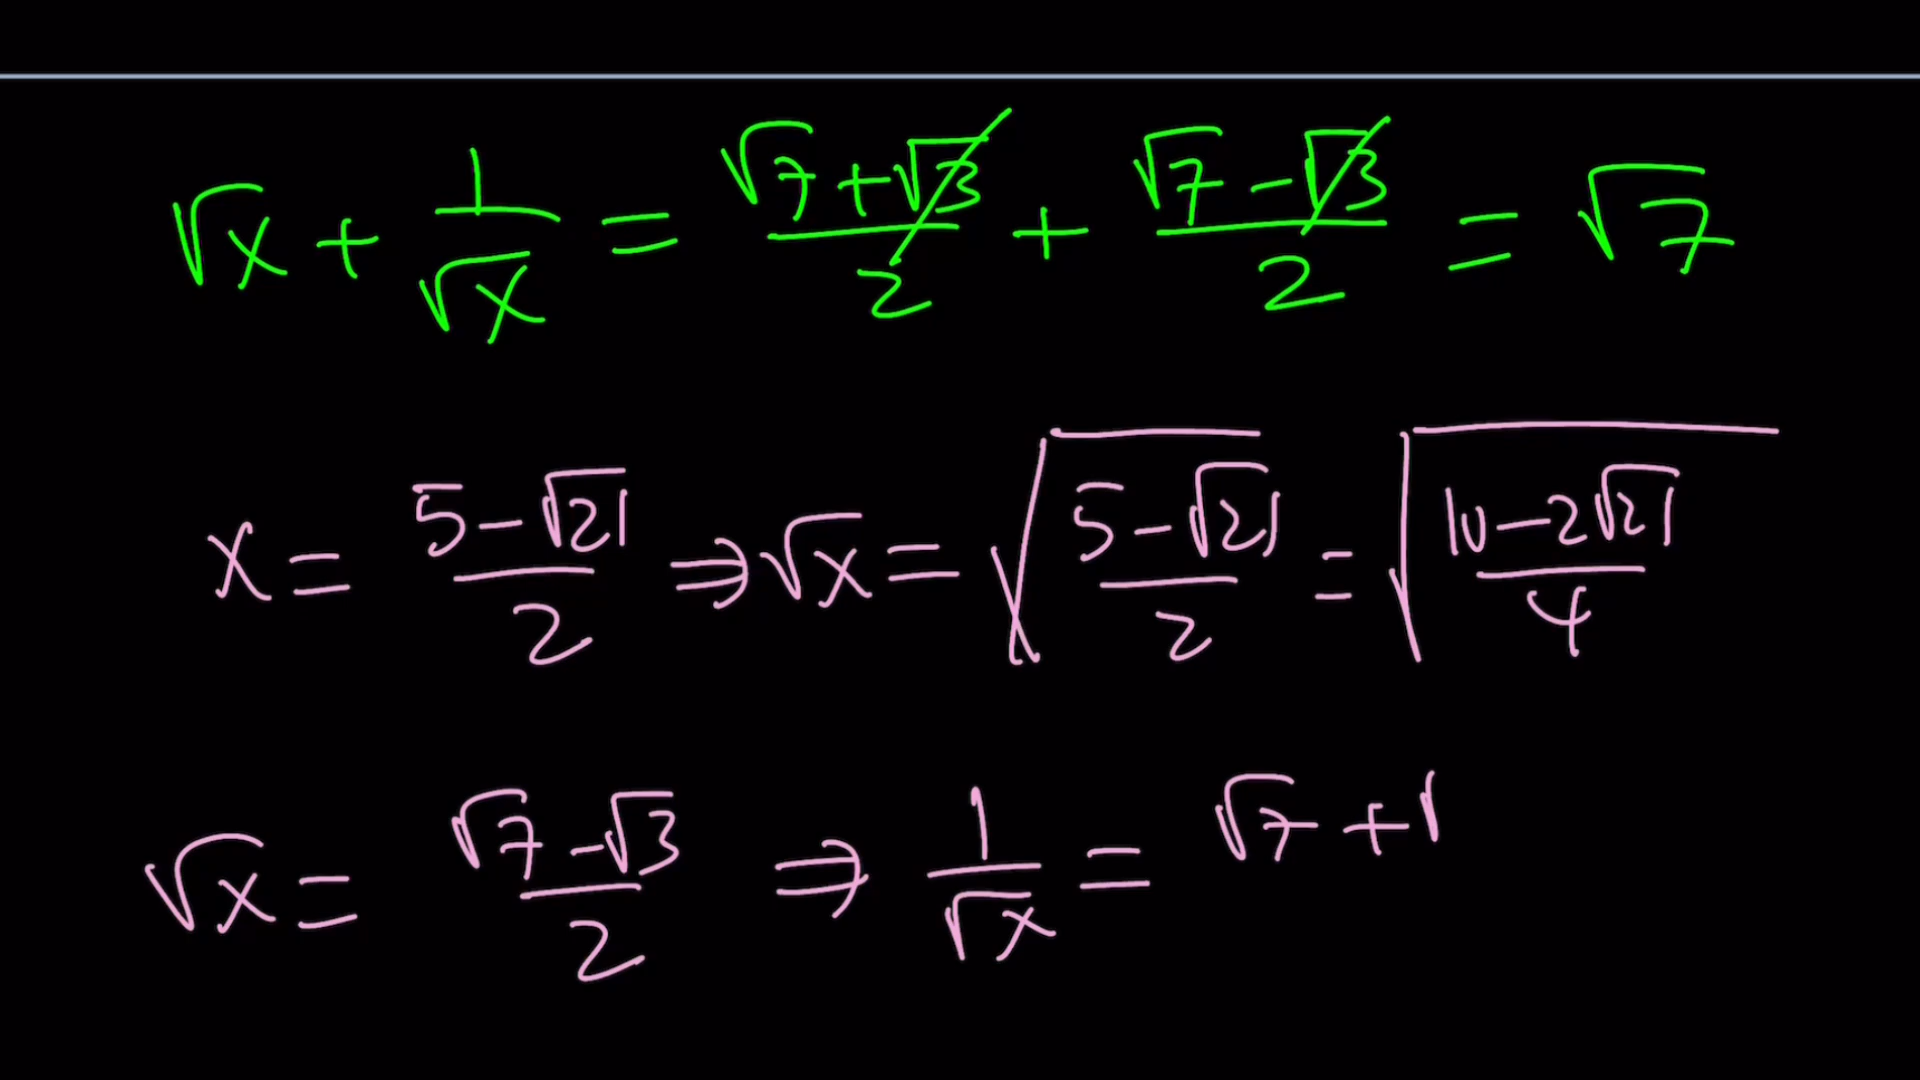 √x + 1/√x = (√7 + √3)/2 + (√7 - √3)/2 = √7
x = (5 - √21)/2 ⇒ √x = √((5 - √21)/2) = √((10 - 2√21)/4)
√x = (√7 - √3)/2 ⇒ 1/√x = √7 + √